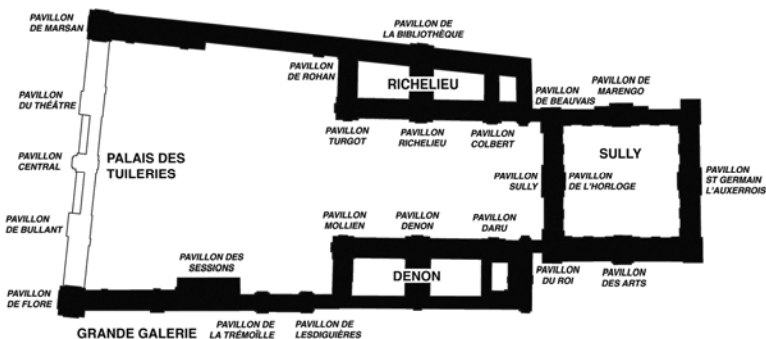 PAVILLON
DE MARSAN
PAVILLON DE
LA BIBLIOTHÈQUE
PAVILLON
DE ROHAN
RICHELIEU
PAVILLON
DU THÉÂTRE
PAVILLON
DE BEAUVAIS
PAVILLON DE
MARENGO
PAVILLON
TURGOT
PAVILLON
RICHELIEU
PAVILLON
COLBERT
PAVILLON
CENTRAL
PALAIS DES
TUILERIES
SULLY
PAVILLON
SULLY
PAVILLON
DE L'HORLOGE
PAVILLON
ST GERMAIN
L'AUXERROIS
PAVILLON
DE BULLANT
PAVILLON
MOLLIEN
PAVILLON
DENON
PAVILLON
DARU
PAVILLON DES
SESSIONS
DENON
PAVILLON
DU ROI
PAVILLON
DES ARTS
PAVILLON
DE FLORE
GRANDE GALERIE
PAVILLON DE
LA TRÉMOÏLLE
PAVILLON DE
LESDIGUIÈRES